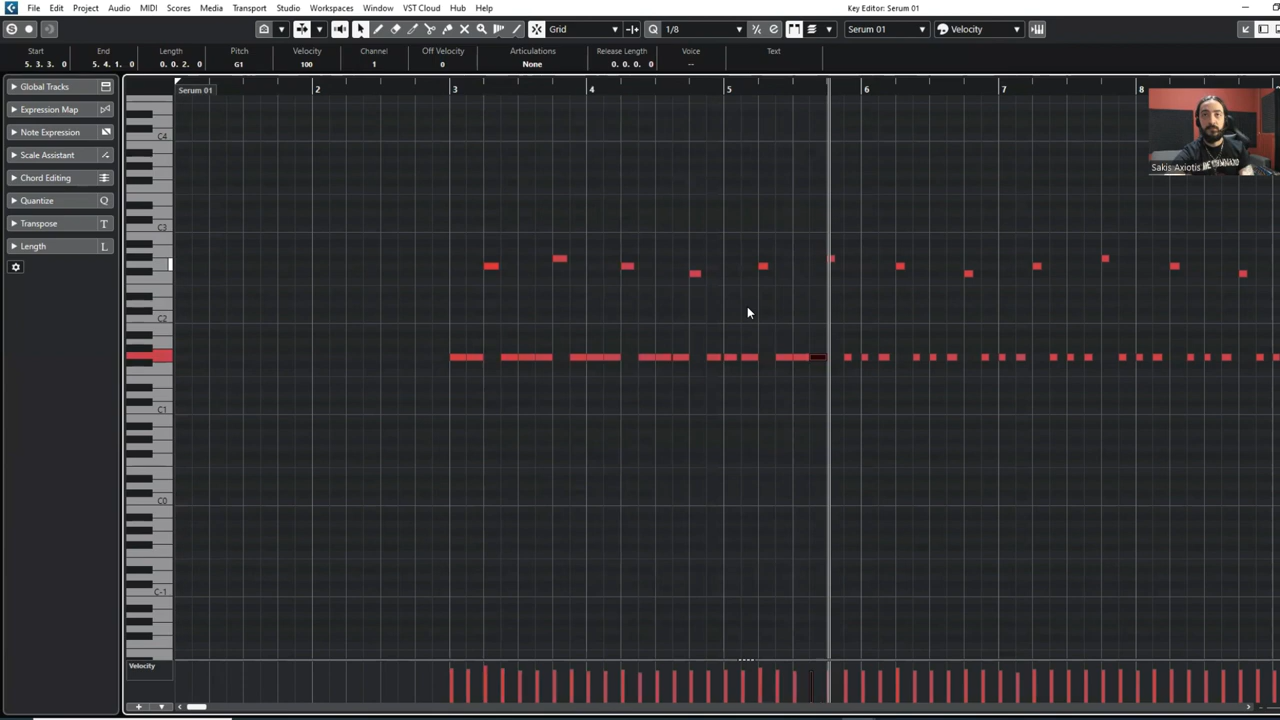 File Edit Project Audio MIDI Scores Media Transport Studio Workspaces Window VST Cloud Hub Help Key Editor: Serum 01
Grid 1/8 Serum 01 Velocity
Start End Length Pitch Velocity Channel Off Velocity Articulations Release Length Voice Text
5. 3. 3. 0 5. 4. 1. 0 0. 0. 2. 0 G1 100 1 0 None 0. 0. 0. 0 --
Global Tracks
Expression Map
Note Expression
Scale Assistant
Chord Editing
Quantize Q
Transpose T
Length L
Serum 01 2 3 4 5 6 7 8
C4
C3
C2
C1
C0
C-1
Sakis Axiotis
Velocity